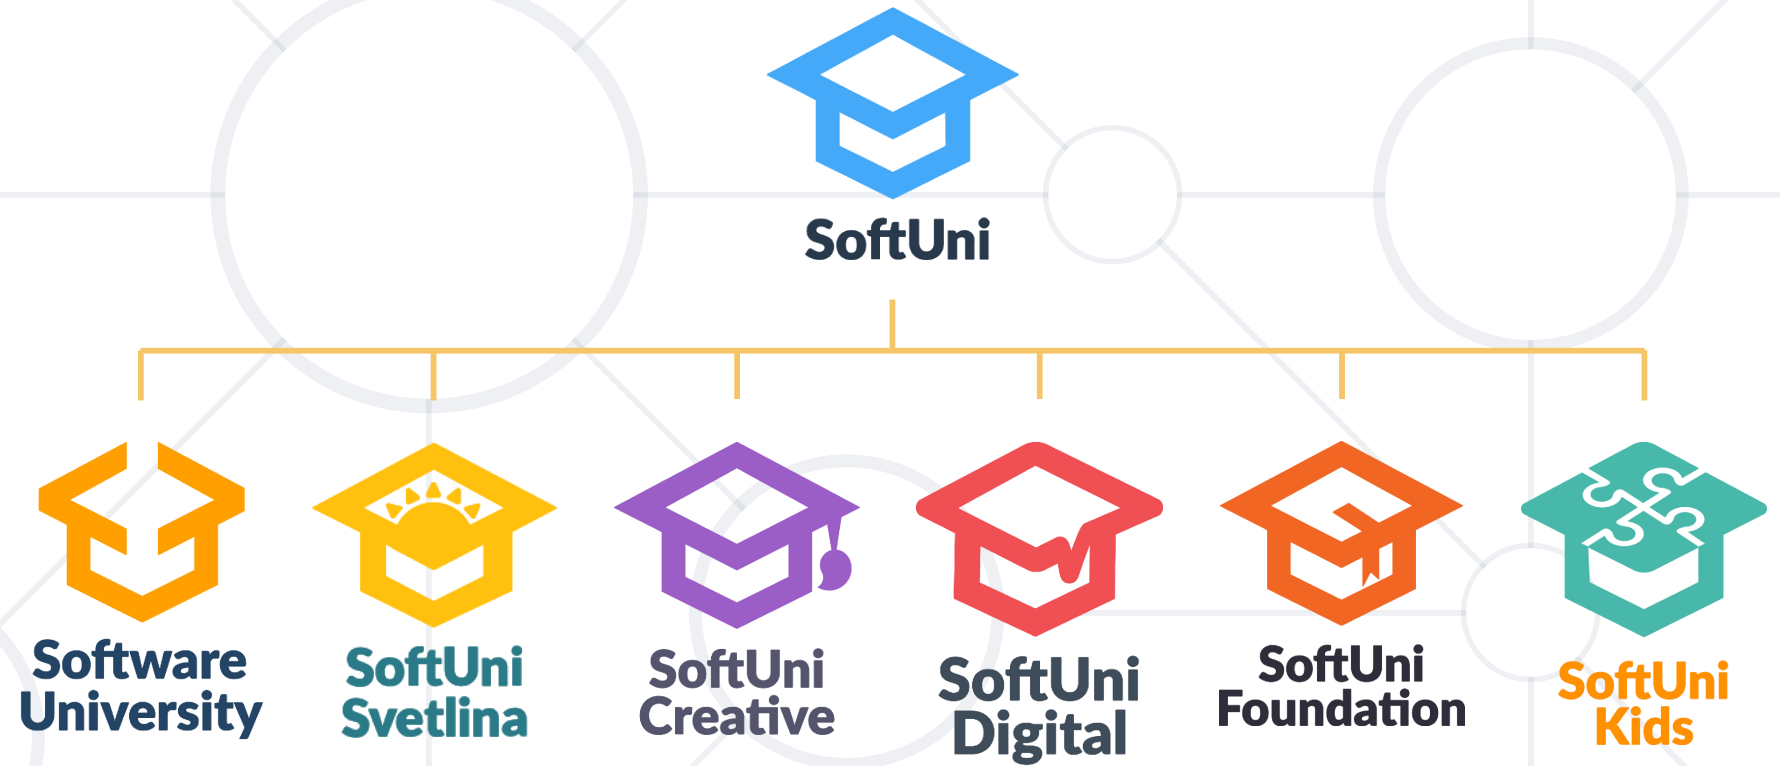 SoftUni
Software
University
SoftUni
Svetlina
SoftUni
Creative
SoftUni
Digital
SoftUni
Foundation
SoftUni
Kids